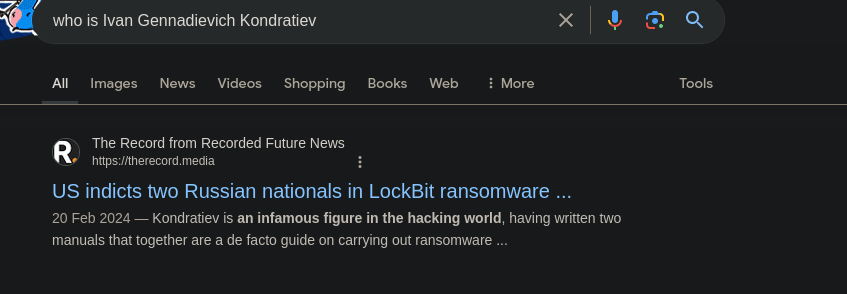 who is Ivan Gennadievich Kondratiev
All Images News Videos Shopping Books Web More Tools
The Record from Recorded Future News
https://therecord.media
US indicts two Russian nationals in LockBit ransomware ...
20 Feb 2024 — Kondratiev is an infamous figure in the hacking world, having written two
manuals that together are a de facto guide on carrying out ransomware ...